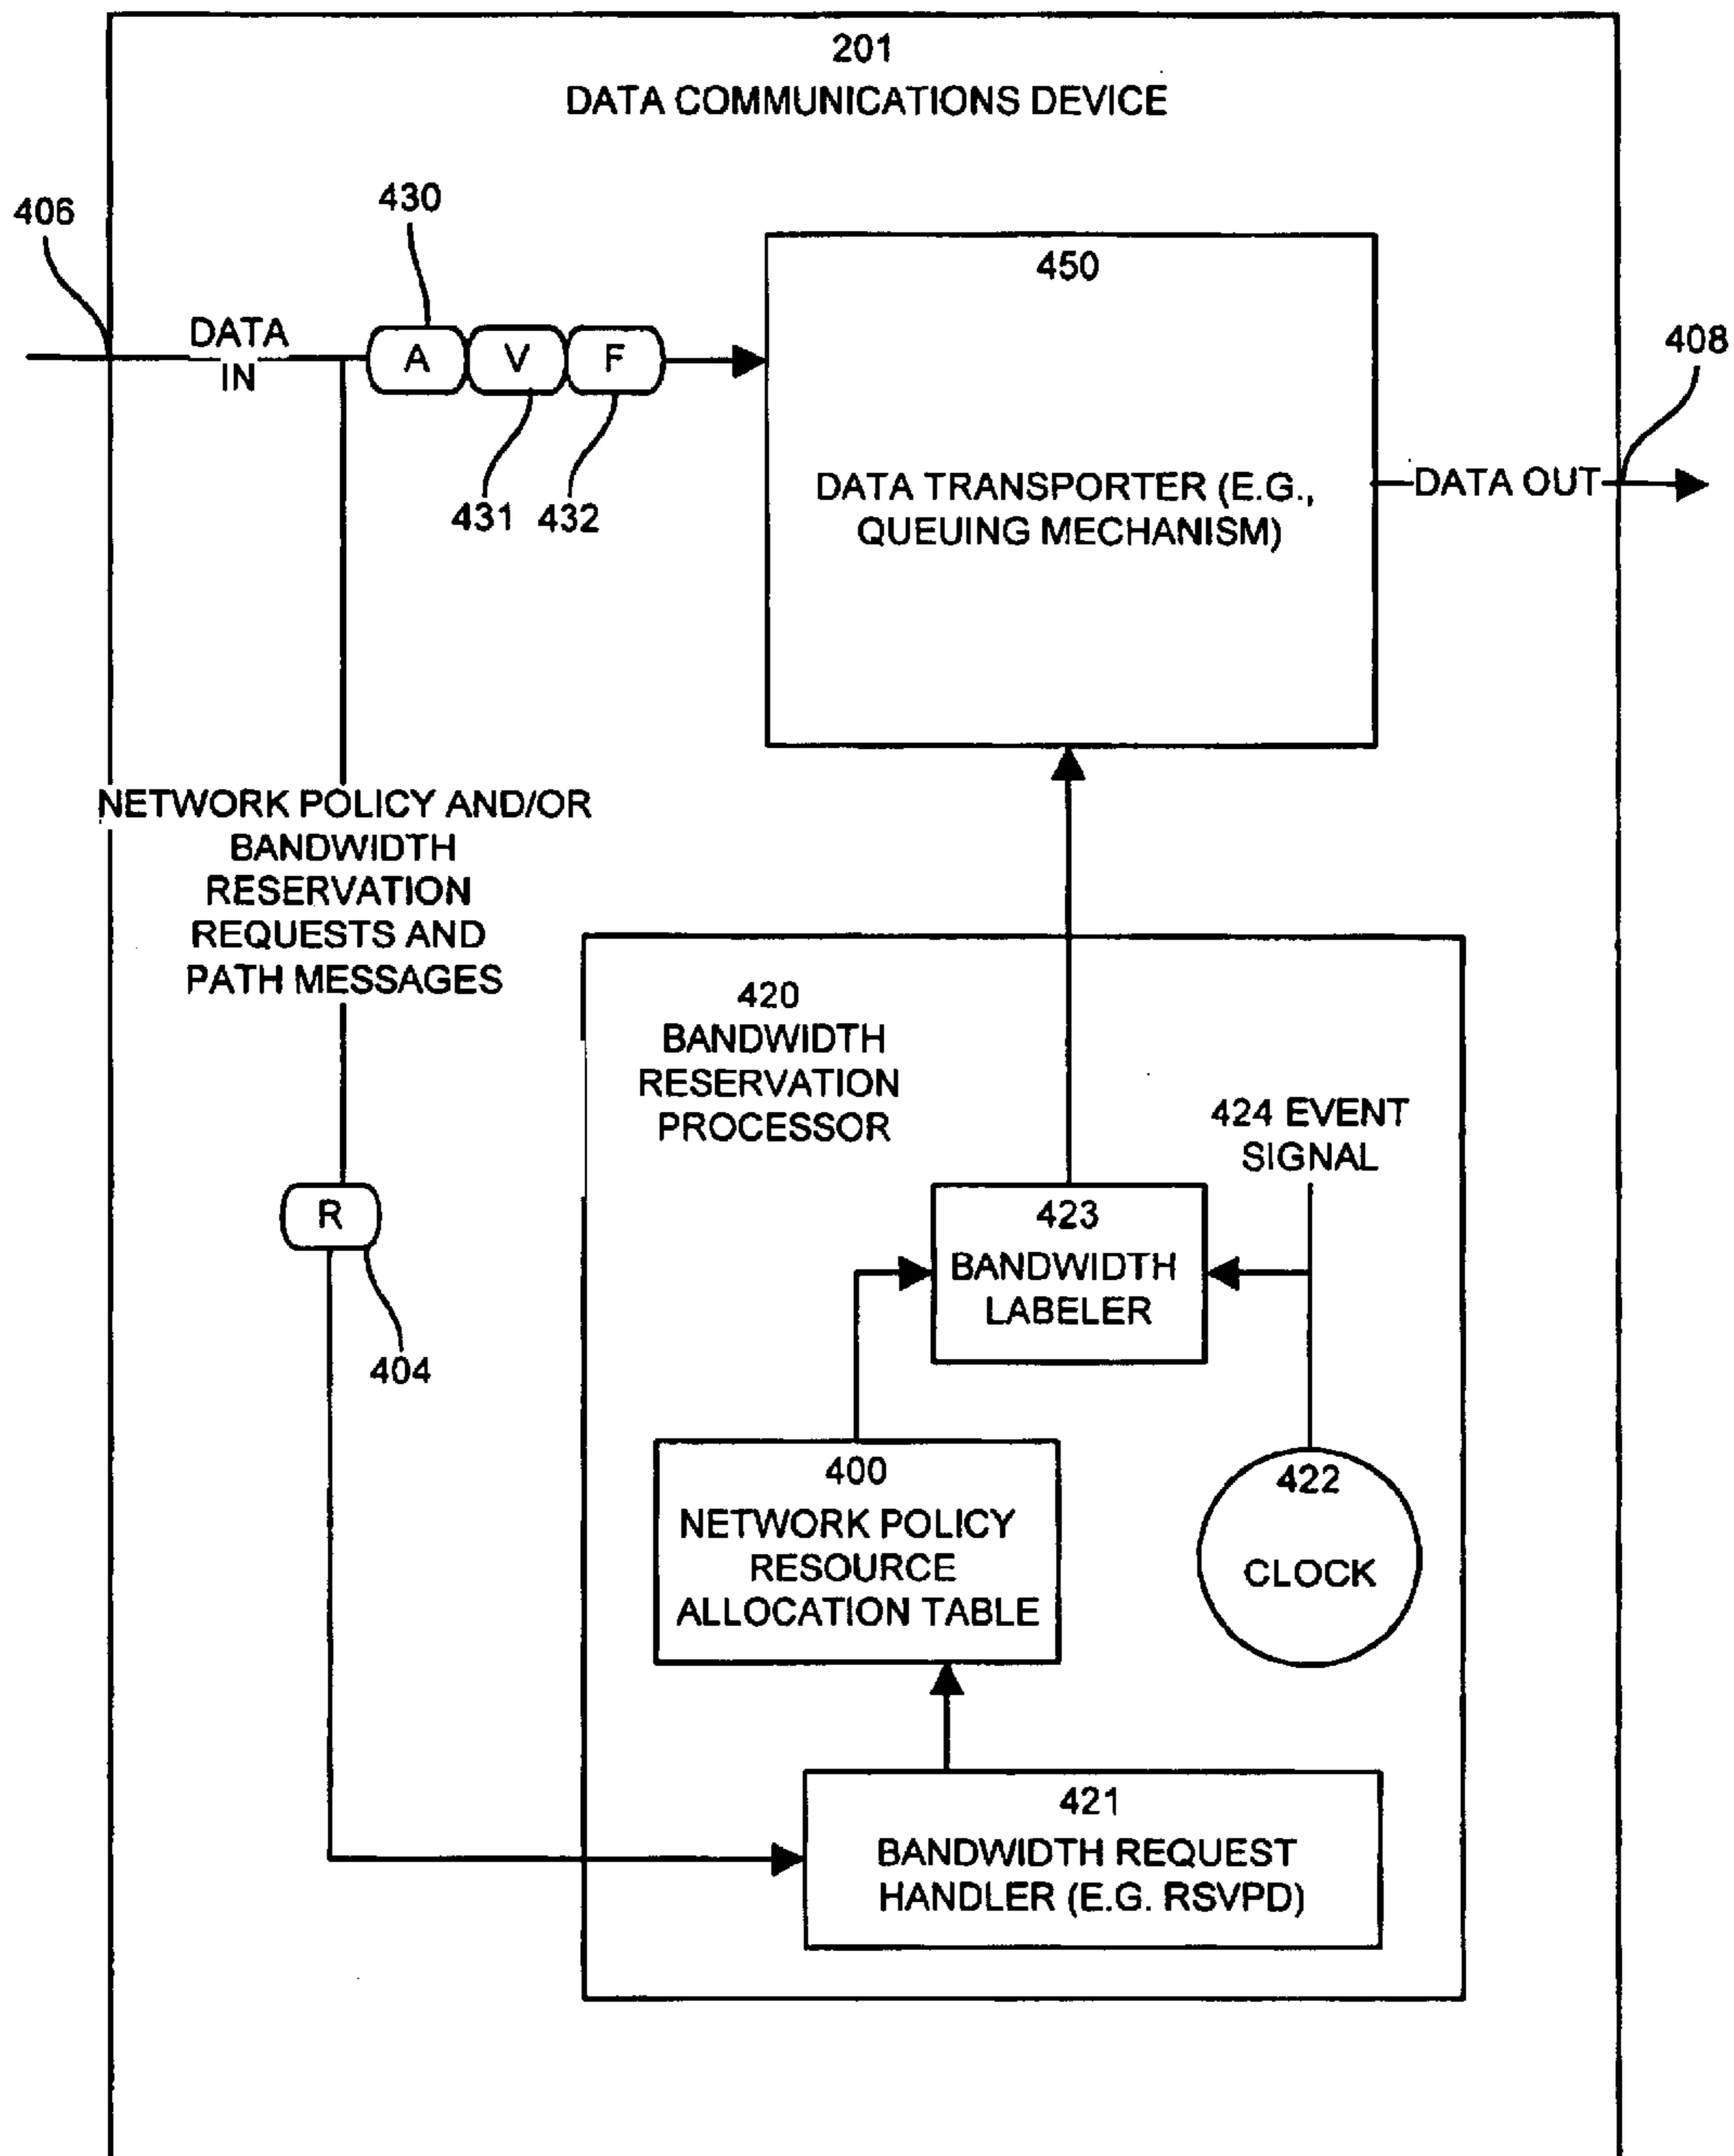 201
DATA COMMUNICATIONS DEVICE
406
430
DATA
IN
A
V
F
431
432
450
DATA TRANSPORTER (E.G.,
QUEUING MECHANISM)
408
DATA OUT
NETWORK POLICY AND/OR
BANDWIDTH
RESERVATION
REQUESTS AND
PATH MESSAGES
R
404
420
BANDWIDTH
RESERVATION
PROCESSOR
424 EVENT
SIGNAL
423
BANDWIDTH
LABELER
400
NETWORK POLICY
RESOURCE
ALLOCATION TABLE
422
CLOCK
421
BANDWIDTH REQUEST
HANDLER (E.G. RSVPD)